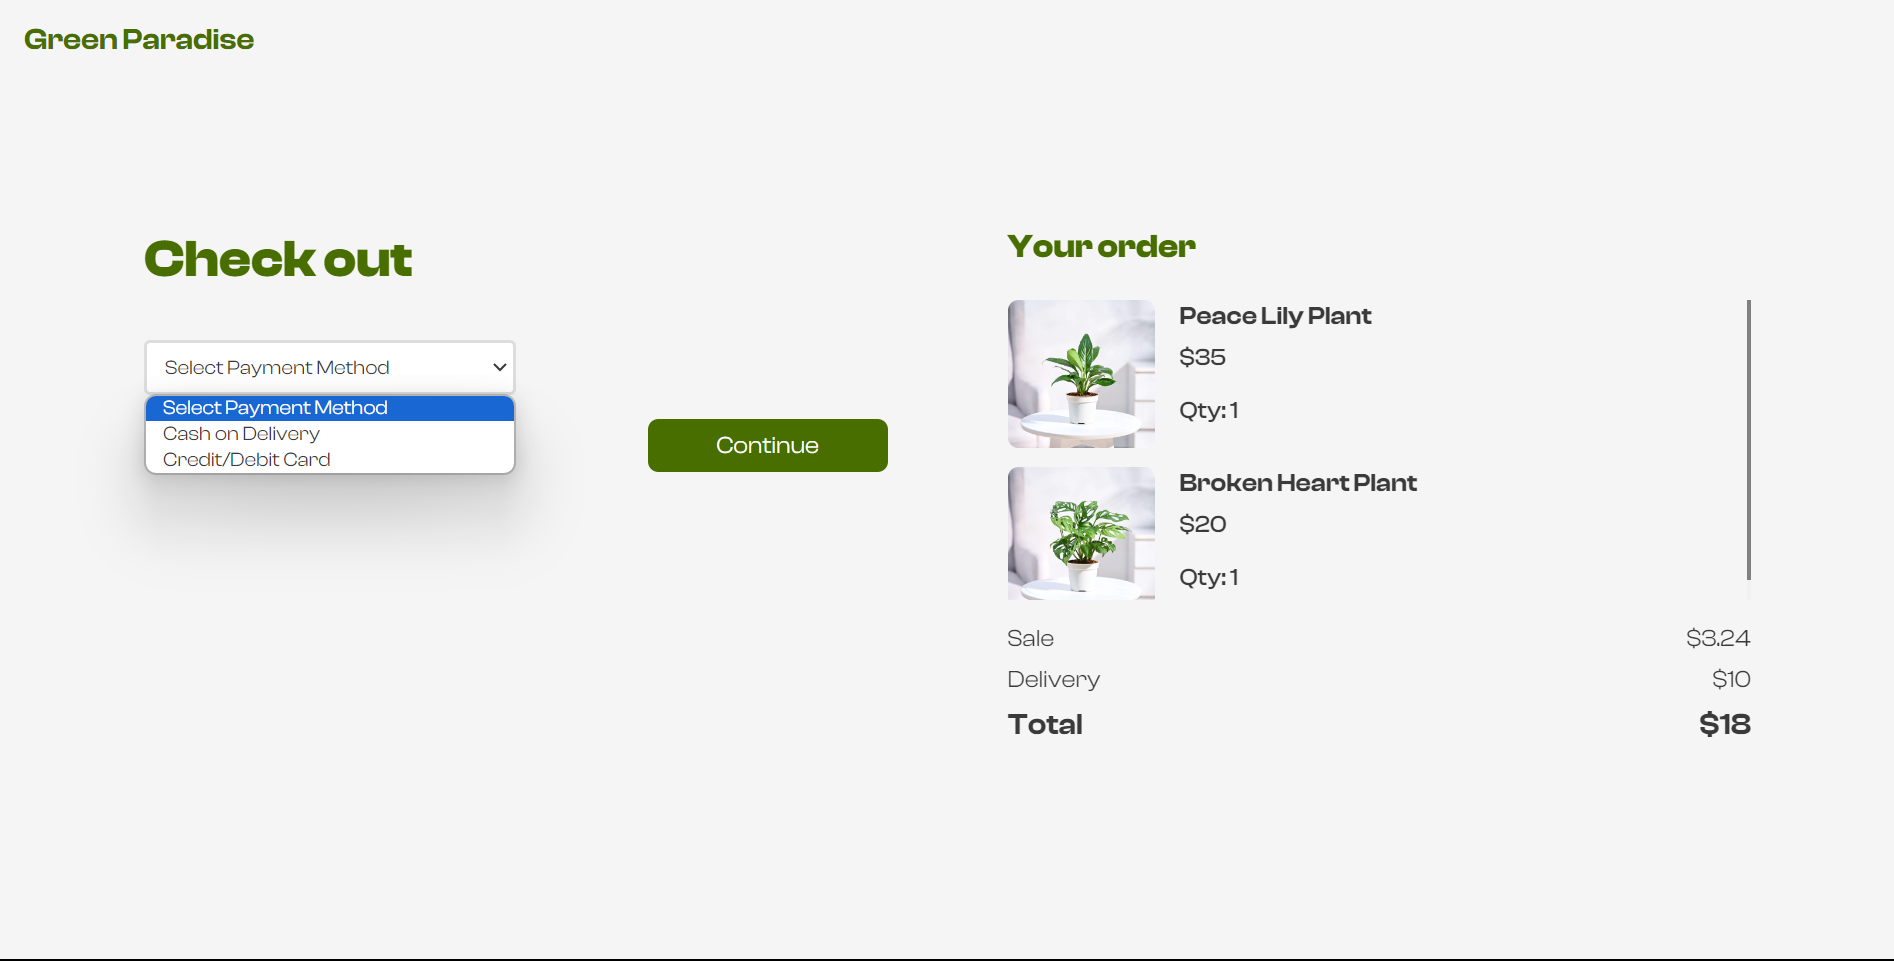 Green Paradise
Check out
Select Payment Method
Select Payment Method
Cash on Delivery
Credit/Debit Card
Continue
Your order
Peace Lily Plant
$35
Qty: 1
Broken Heart Plant
$20
Qty: 1
Sale $3.24
Delivery $10
Total $18